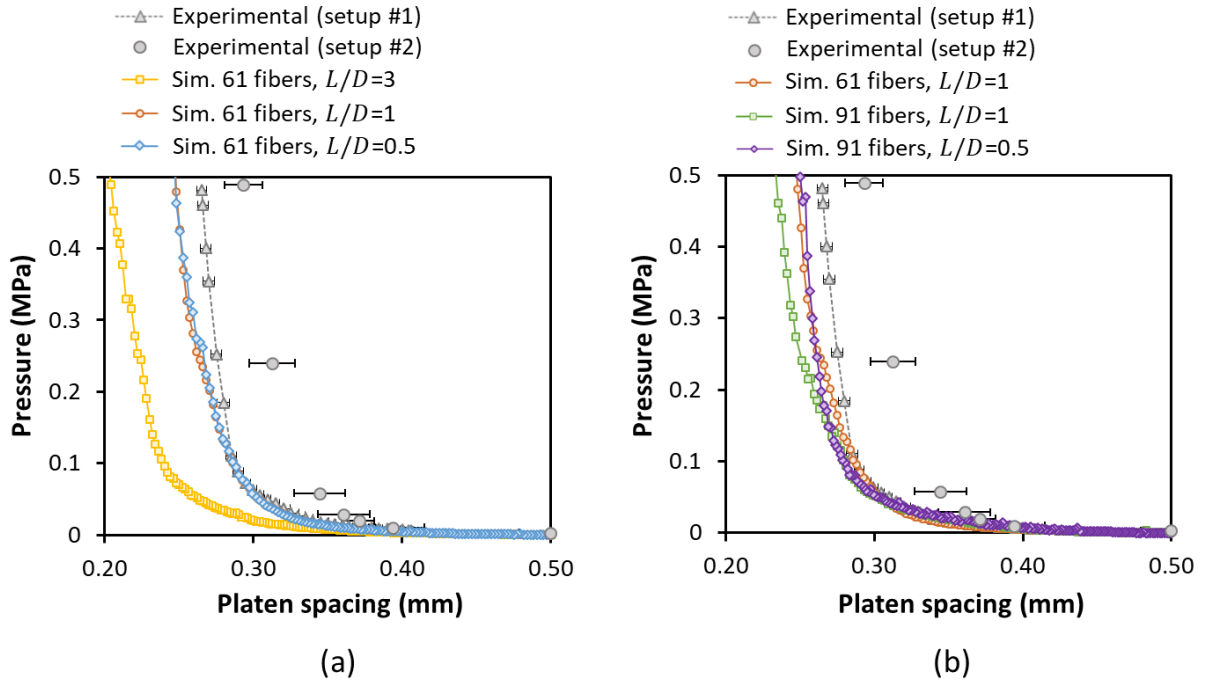 Experimental (setup #1)
Experimental (setup #2)
Sim. 61 fibers, L/D=3
Sim. 61 fibers, L/D=1
Sim. 61 fibers, L/D=0.5
0.5
0.4
0.3
0.2
0.1
0
Pressure (MPa)
0.20 0.30 0.40 0.50
Platen spacing (mm)
(a)
Experimental (setup #1)
Experimental (setup #2)
Sim. 61 fibers, L/D=1
Sim. 91 fibers, L/D=1
Sim. 91 fibers, L/D=0.5
0.5
0.4
0.3
0.2
0.1
0
Pressure (MPa)
0.20 0.30 0.40 0.50
Platen spacing (mm)
(b)